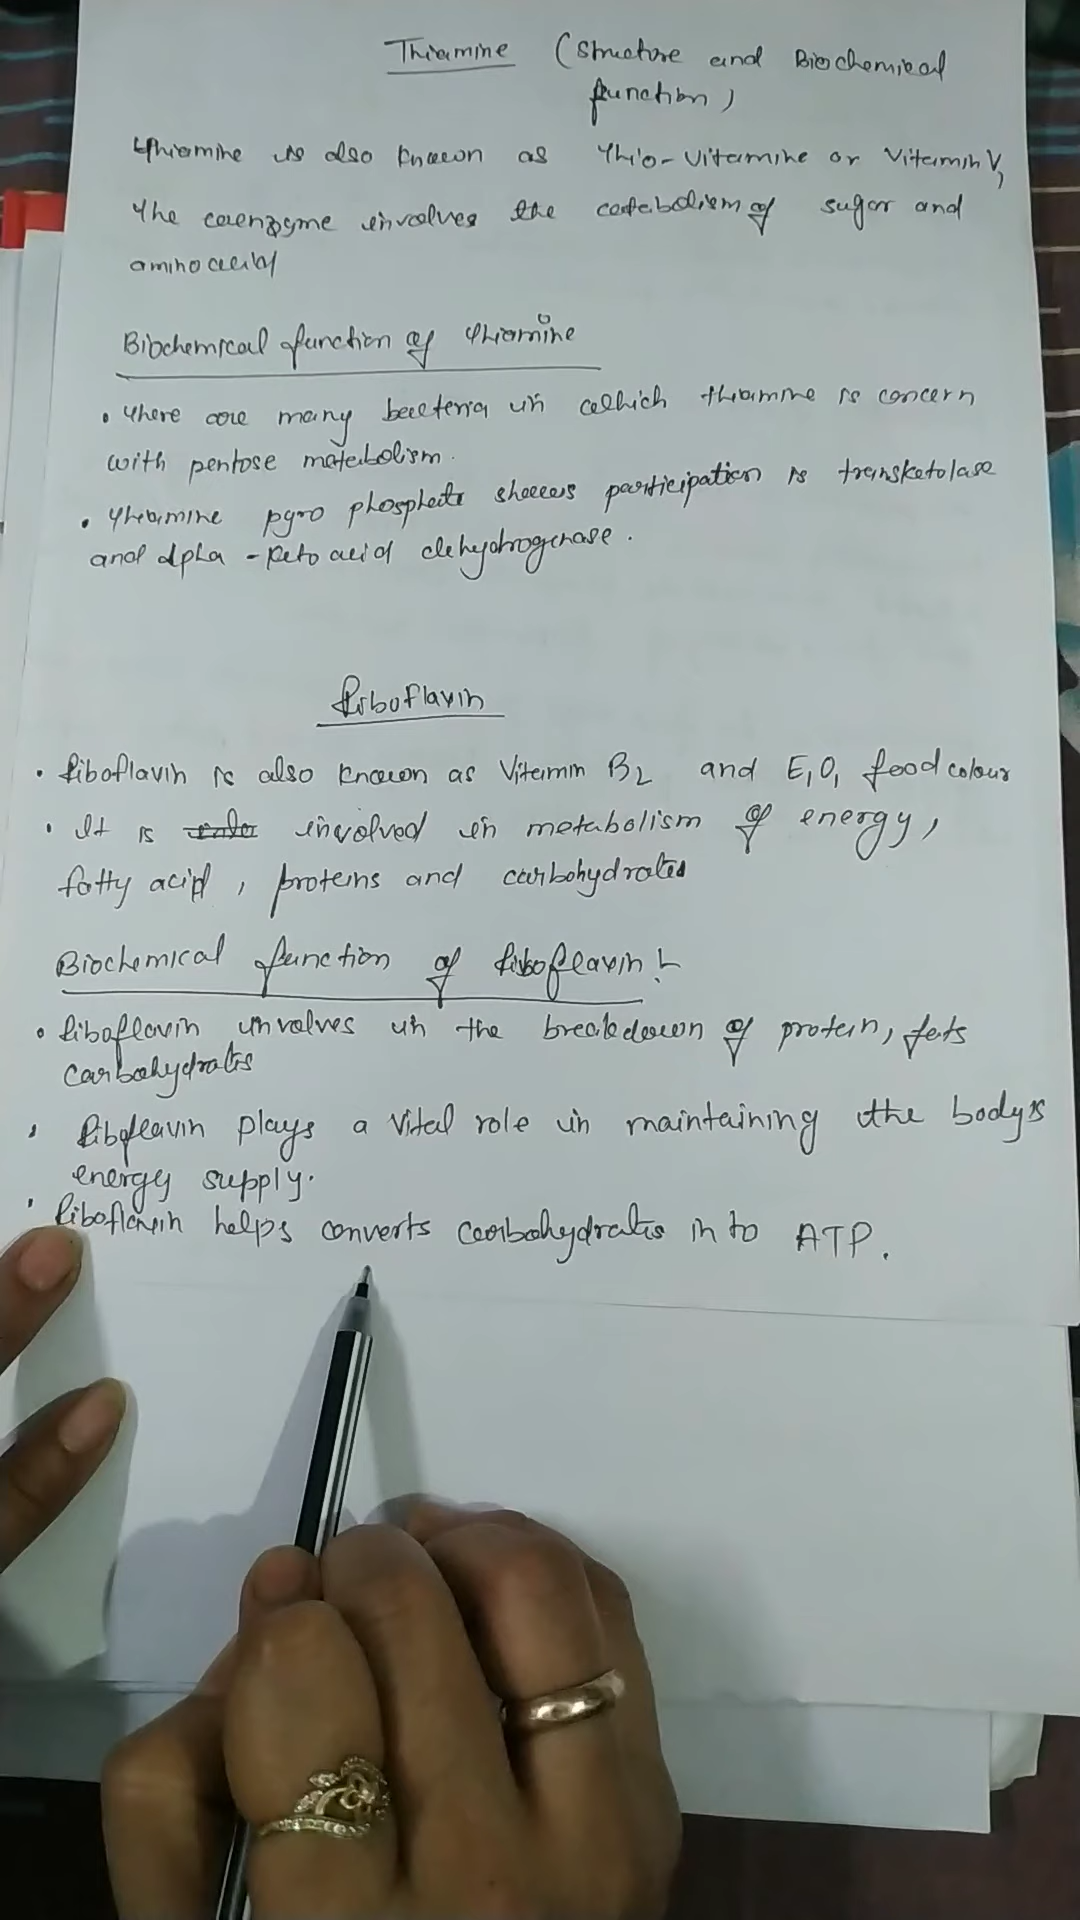 Thiamine (Structure and Biochemical
function)
Thiamine is also known as Thio-Vitamine or Vitamin V,
The coenzyme involves the catabolism of sugar and
amino acid
Biochemical function of Thiamine
• There are many bacteria in which thiamine is concern
with pentose metabolism.
• Thiamine pyro phosphate shows participation is transketolase
and alpha - keto acid dehydrogenase.
Riboflavin
• Riboflavin is also known as Vitamin B2 and E,O, food colour
• It is involved in metabolism of energy,
fatty acid, proteins and carbohydrates
Biochemical function of Riboflavin :-
• Riboflavin involves in the breakdown of protein, fats
carbohydrates
• Riboflavin plays a vital role in maintaining the body's
energy supply.
• Riboflavin helps converts carbohydrates in to ATP.